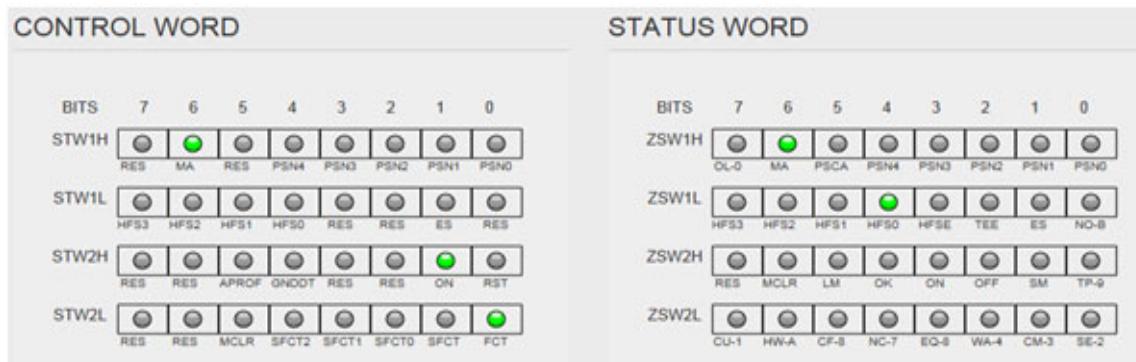 CONTROL WORD
BITS 7 6 5 4 3 2 1 0
STW1H
RES MA RES PSN4 PSN3 PSN2 PSN1 PSN0
STW1L
HFS3 HFS2 HFS1 HFS0 RES RES ES RES
STW2H
RES RES APROF GNDDT RES RES ON RST
STW2L
RES RES MCLR SFCT2 SFCT1 SFCT0 SFCT FCT
STATUS WORD
BITS 7 6 5 4 3 2 1 0
ZSW1H
OL-0 MA PSCA PSN4 PSN3 PSN2 PSN1 PSN0
ZSW1L
HFS3 HFS2 HFS1 HFS0 HFSE TEE ES NO-B
ZSW2H
RES MCLR LM OK ON OFF SM TP-9
ZSW2L
CU-1 HW-A CF-8 NC-7 EQ-8 WA-4 CM-3 SE-2